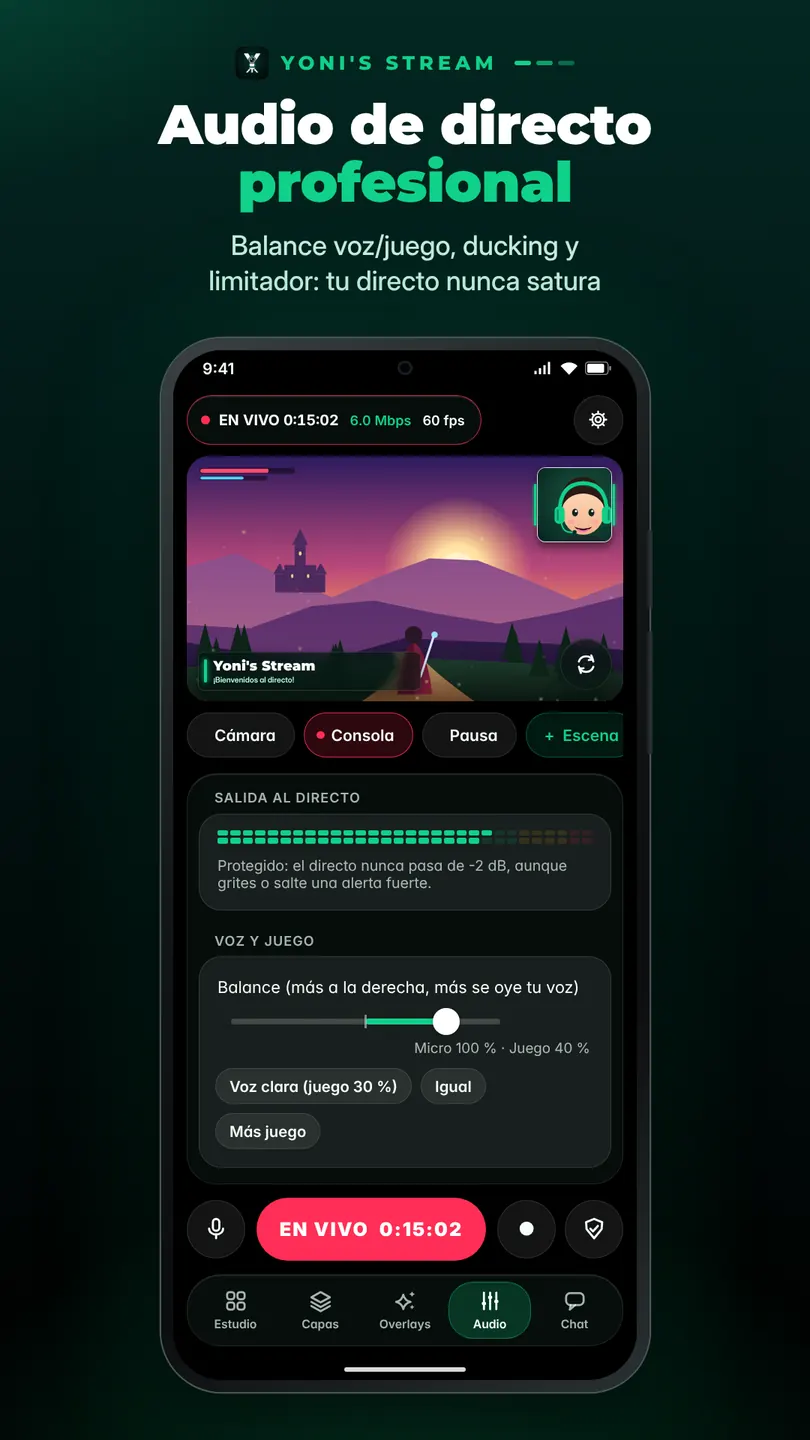 YONI'S STREAM
Audio de directo
profesional
Balance voz/juego, ducking y
limitador: tu directo nunca satura
9:41
EN VIVO 0:15:02 6.0 Mbps 60 fps
Yoni's Stream
¡Bienvenidos al directo!
Cámara Consola Pausa + Escena
SALIDA AL DIRECTO
Protegido: el directo nunca pasa de -2 dB, aunque
grites o salte una alerta fuerte.
VOZ Y JUEGO
Balance (más a la derecha, más se oye tu voz)
Micro 100 % · Juego 40 %
Voz clara (juego 30 %) Igual
Más juego
EN VIVO 0:15:02
Estudio Capas Overlays Audio Chat